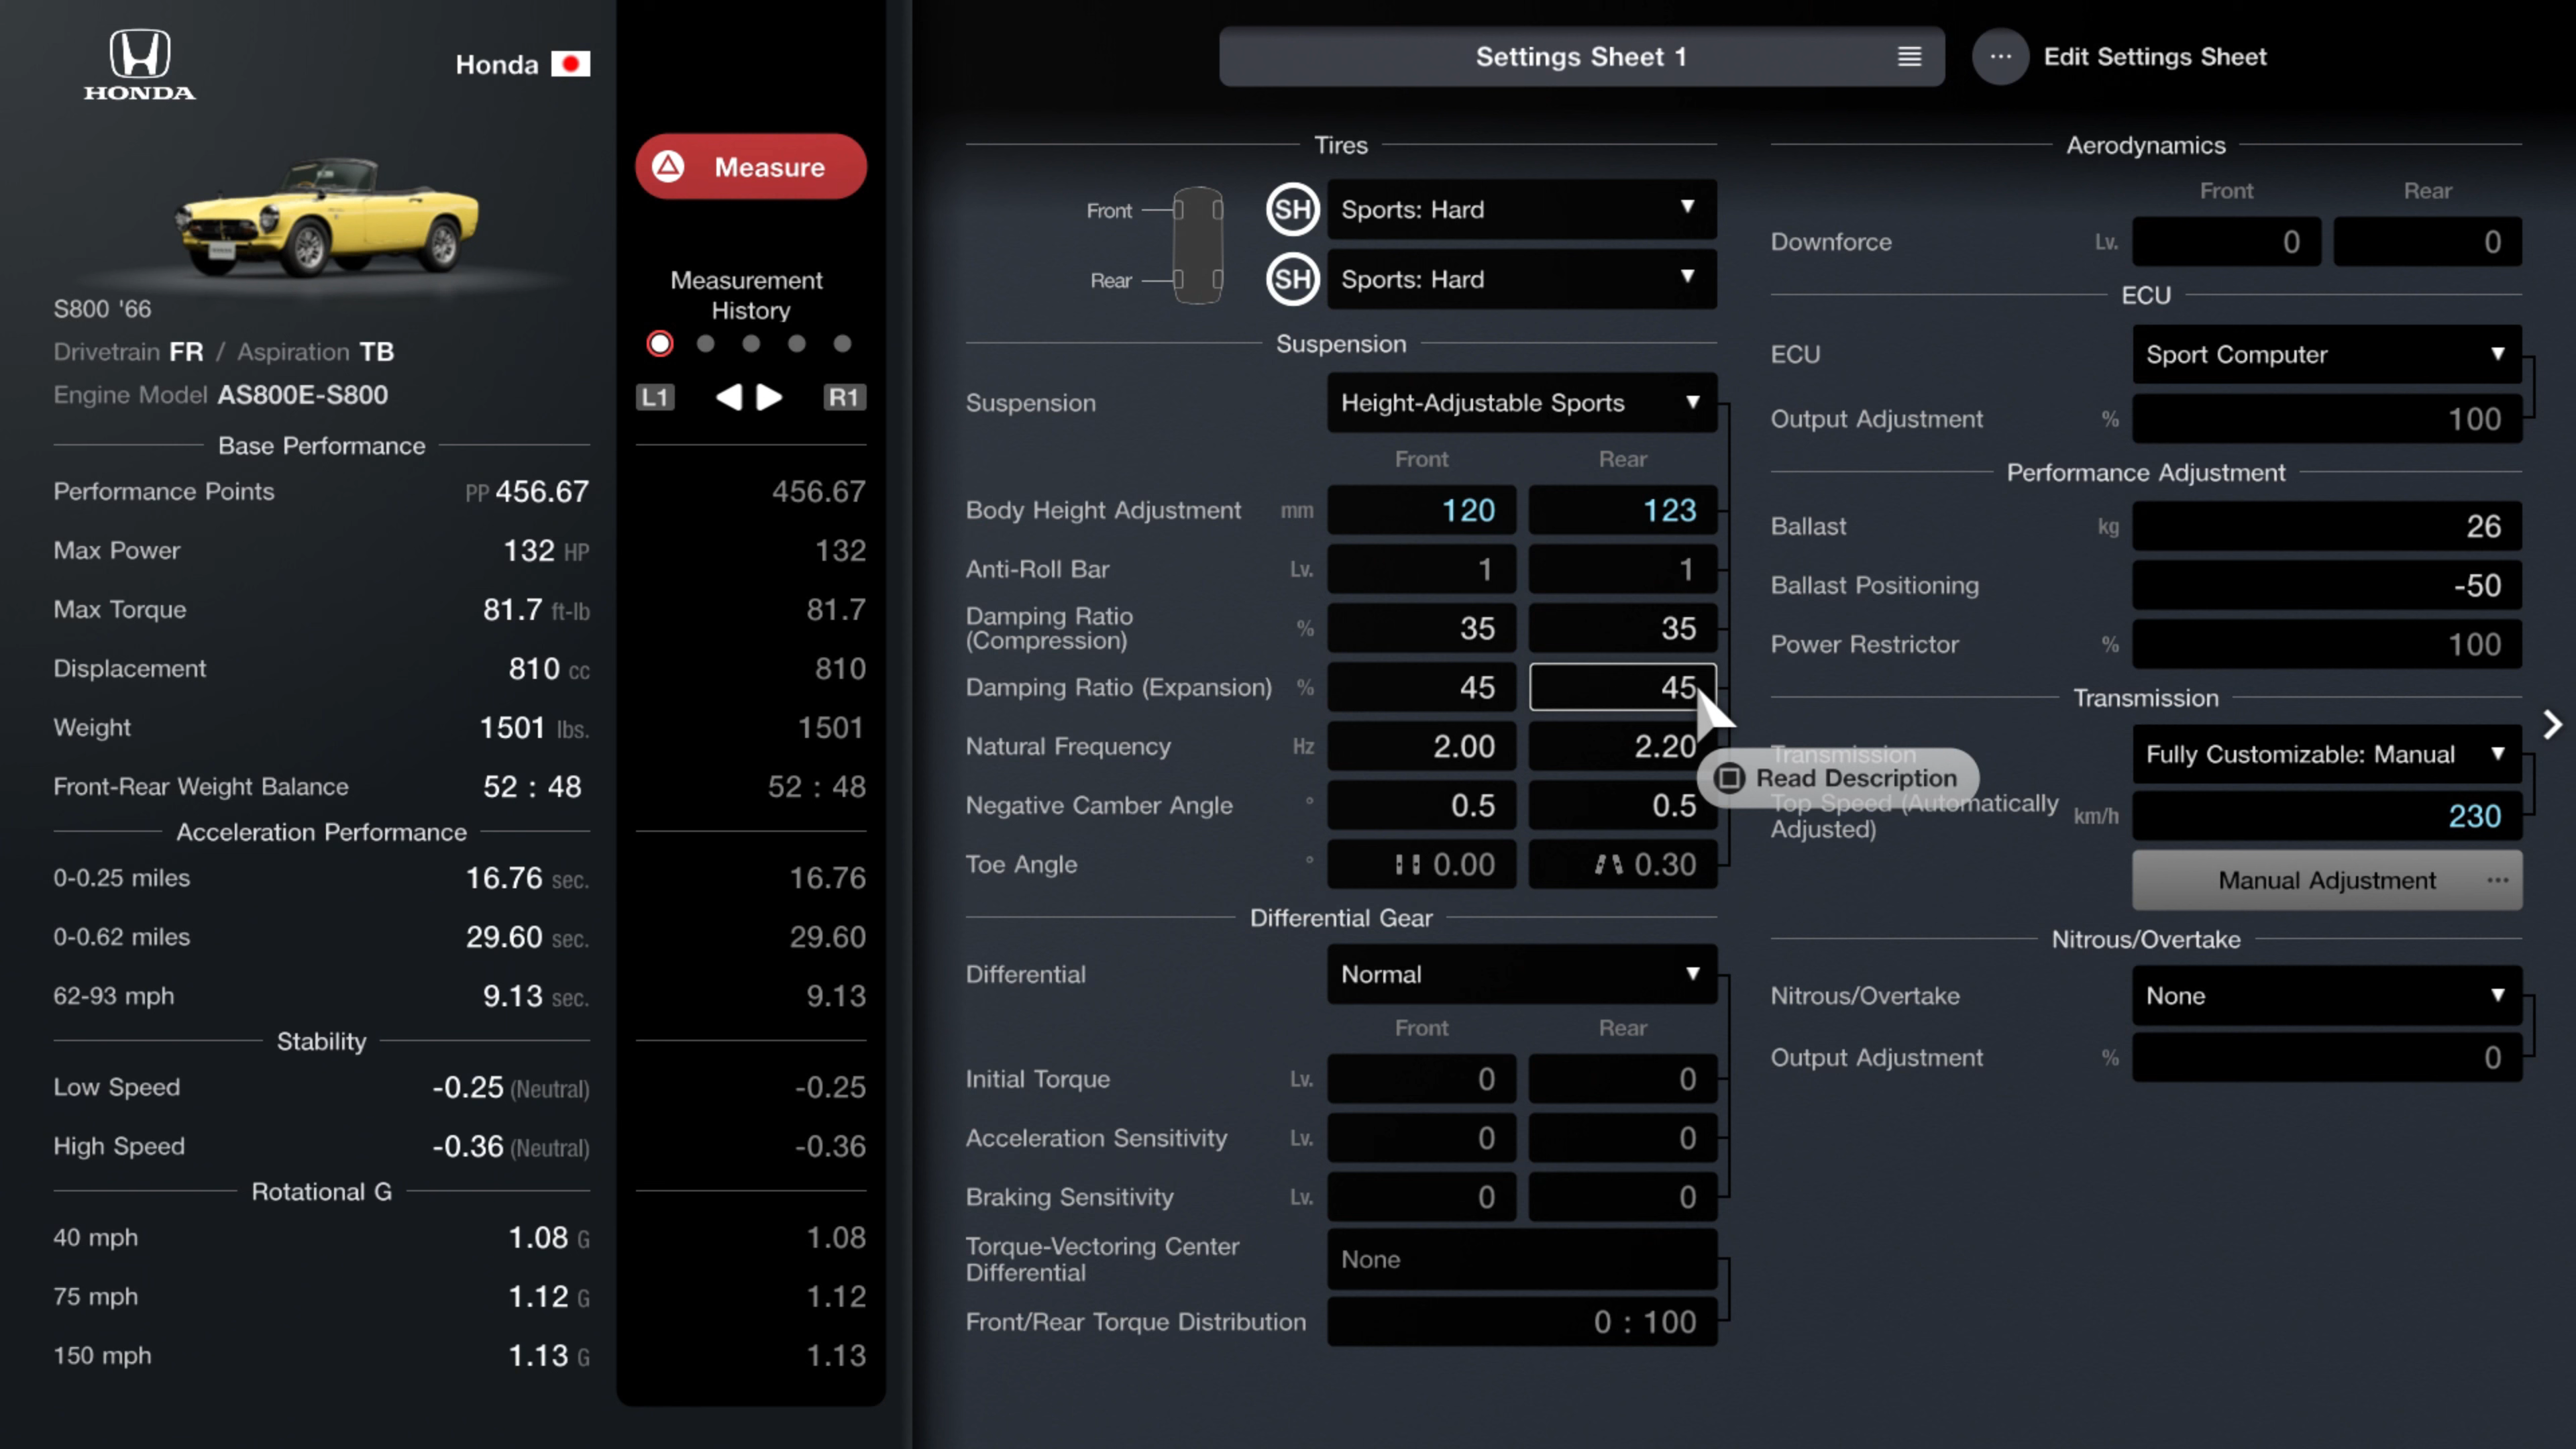 HONDA
Honda
S800 '66
Drivetrain FR / Aspiration TB
Engine Model AS800E-S800
Base Performance
Performance Points PP 456.67
Max Power 132 HP
Max Torque 81.7 ft-lb
Displacement 810 cc
Weight 1501 lbs.
Front-Rear Weight Balance 52 : 48
Acceleration Performance
0-0.25 miles 16.76 sec.
0-0.62 miles 29.60 sec.
62-93 mph 9.13 sec.
Stability
Low Speed -0.25 (Neutral)
High Speed -0.36 (Neutral)
Rotational G
40 mph 1.08 G
75 mph 1.12 G
150 mph 1.13 G
Measure
Measurement
History
L1 R1
456.67
132
81.7
810
1501
52 : 48
16.76
29.60
9.13
-0.25
-0.36
1.08
1.12
1.13
Settings Sheet 1
··· Edit Settings Sheet
Tires
Front SH Sports: Hard
Rear SH Sports: Hard
Suspension
Suspension Height-Adjustable Sports
Front Rear
Body Height Adjustment mm 120 123
Anti-Roll Bar Lv. 1 1
Damping Ratio
(Compression) % 35 35
Damping Ratio (Expansion) % 45 45
Natural Frequency Hz 2.00 2.20
Negative Camber Angle ° 0.5 0.5
Toe Angle ° 0.00 0.30
Differential Gear
Differential Normal
Front Rear
Initial Torque Lv. 0 0
Acceleration Sensitivity Lv. 0 0
Braking Sensitivity Lv. 0 0
Torque-Vectoring Center
Differential None
Front/Rear Torque Distribution 0 : 100
Aerodynamics
Front Rear
Downforce Lv. 0 0
ECU
ECU Sport Computer
Output Adjustment % 100
Performance Adjustment
Ballast kg 26
Ballast Positioning -50
Power Restrictor % 100
Transmission
Transmission Fully Customizable: Manual
Read Description
Top Speed (Automatically
Adjusted) km/h 230
Manual Adjustment ···
Nitrous/Overtake
Nitrous/Overtake None
Output Adjustment % 0